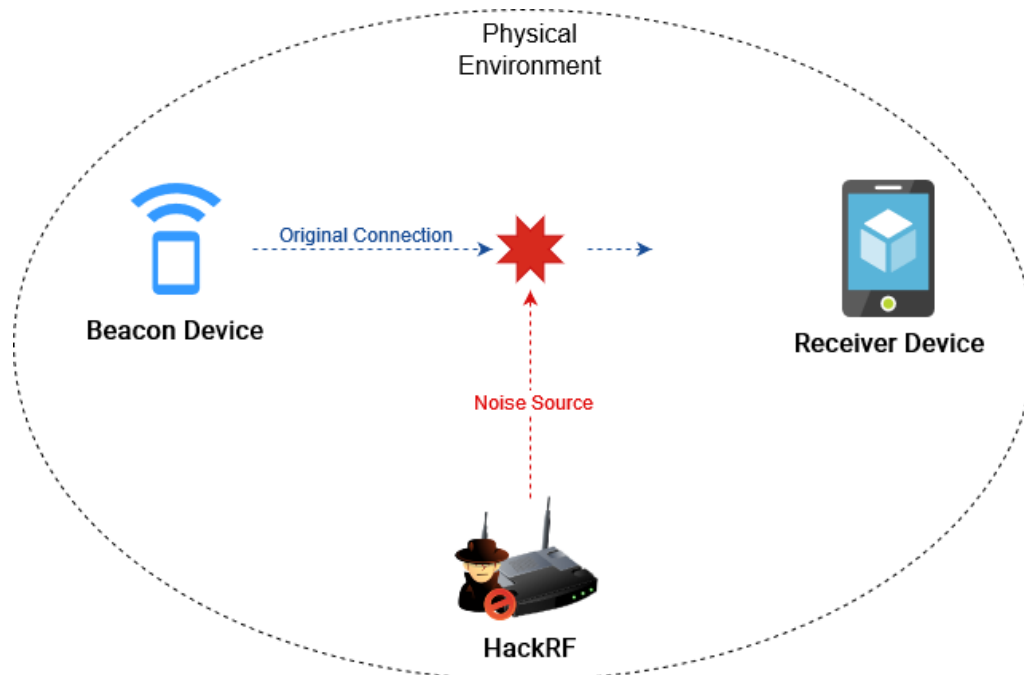 Physical
Environment
Original Connection
Beacon Device
Receiver Device
Noise Source
HackRF